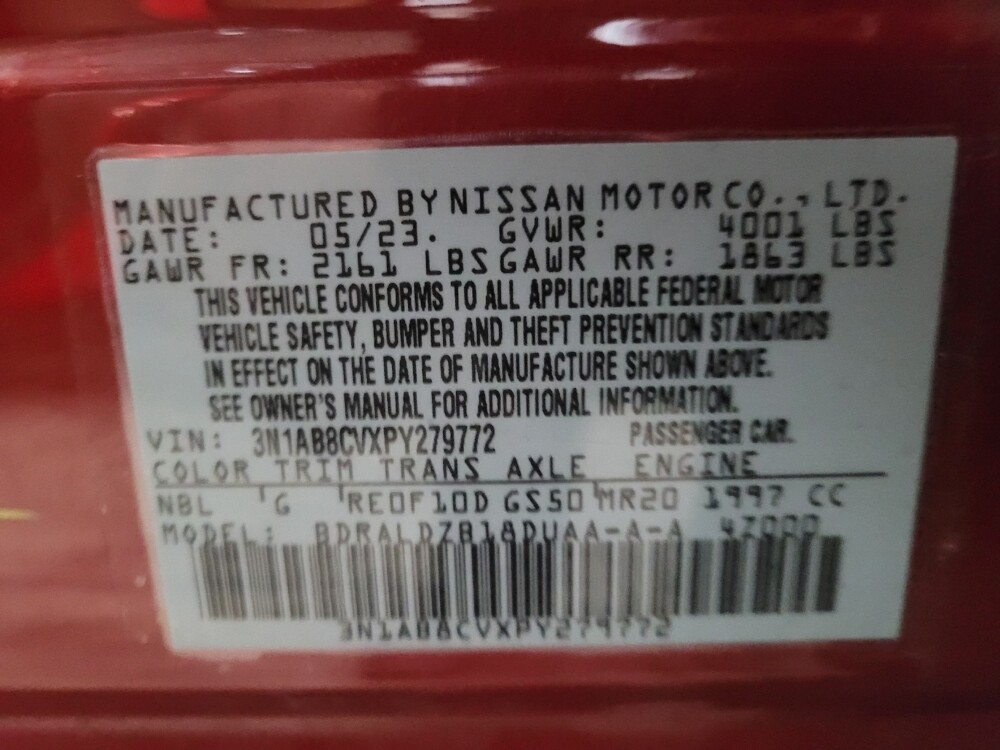 MANUFACTURED BY NISSAN MOTOR CO., LTD.
DATE: 05/23. GVWR: 4001 LBS
GAWR FR: 2161 LBS GAWR RR: 1863 LBS
THIS VEHICLE CONFORMS TO ALL APPLICABLE FEDERAL MOTOR
VEHICLE SAFETY, BUMPER AND THEFT PREVENTION STANDARDS
IN EFFECT ON THE DATE OF MANUFACTURE SHOWN ABOVE.
SEE OWNER'S MANUAL FOR ADDITIONAL INFORMATION.
VIN: 3N1AB8CVXPY279772 PASSENGER CAR.
COLOR TRIM TRANS AXLE ENGINE
NBL G RE0F10D GS50 MR20 1997 CC
MODEL: BDRALDZB18DUAA-A-A 4Z000
3N1AB8CVXPY279772